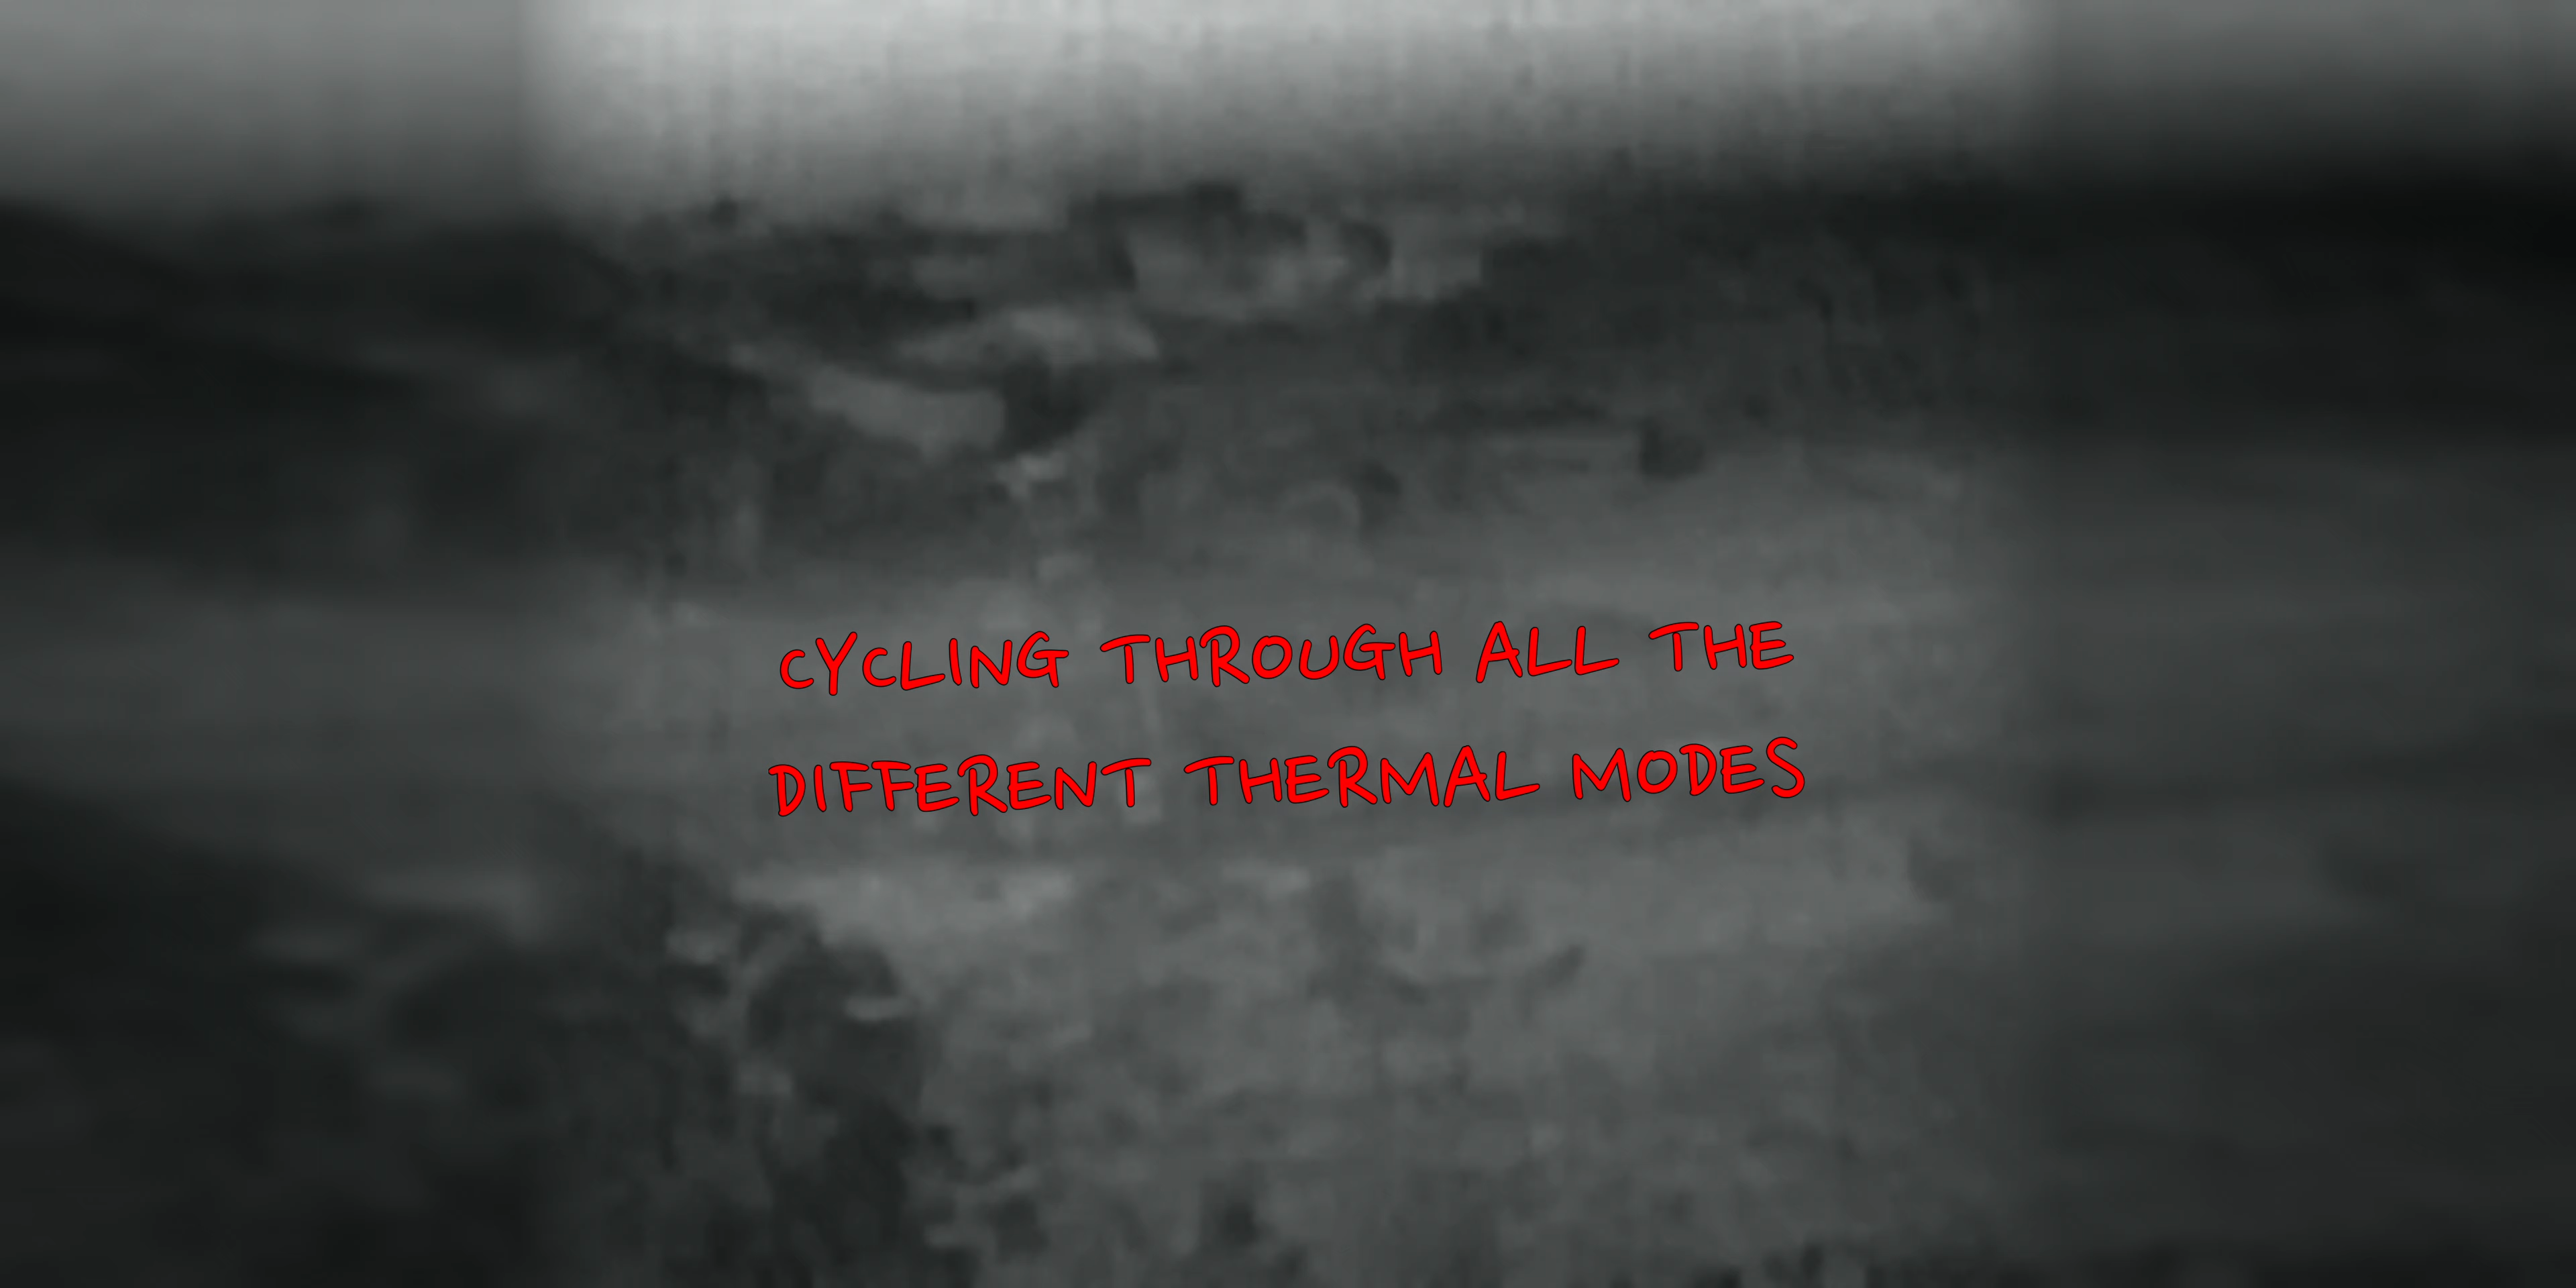 CYCLING THROUGH ALL THE
DIFFERENT THERMAL MODES